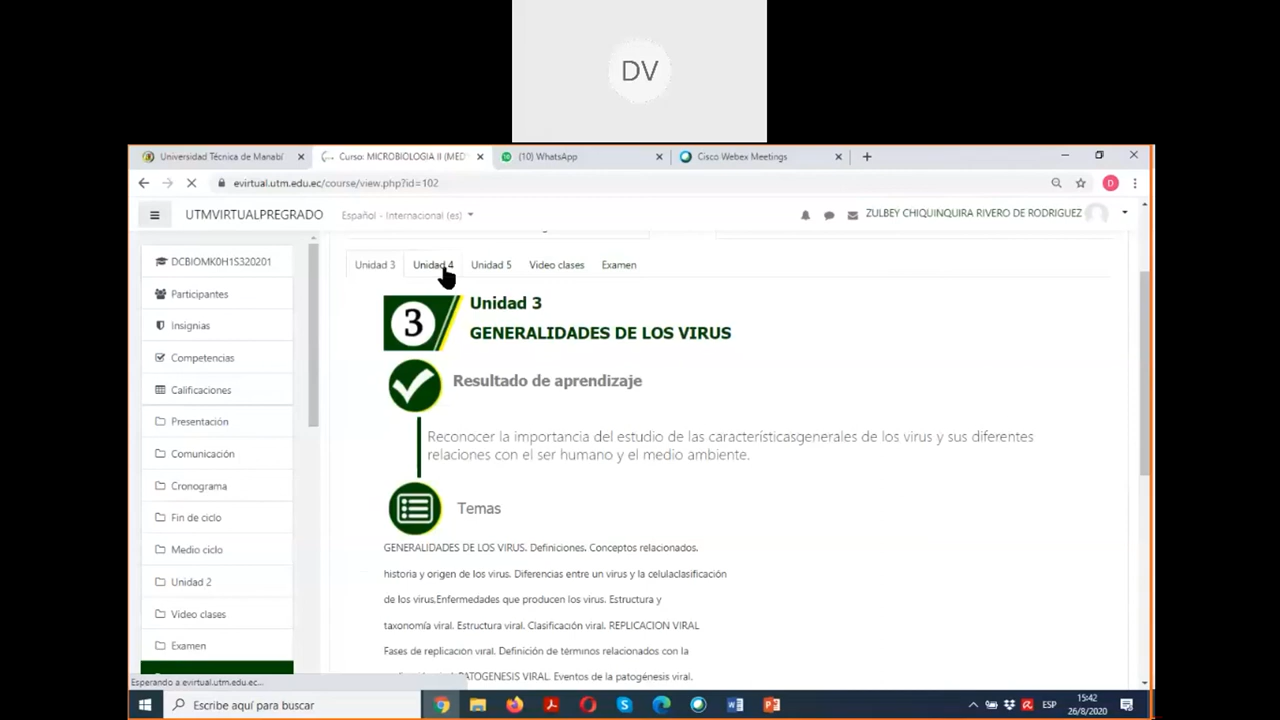 DV
Universidad Técnica de Manabí
Curso: MICROBIOLOGIA II (MED
(10) WhatsApp
Cisco Webex Meetings
evirtual.utm.edu.ec/course/view.php?id=102
UTMVIRTUALPREGRADO
Español - Internacional (es)
ZULBEY CHIQUINQUIRA RIVERO DE RODRIGUEZ
DCBIOMK0H1S320201
Participantes
Insignias
Competencias
Calificaciones
Presentación
Comunicación
Cronograma
Fin de ciclo
Medio ciclo
Unidad 2
Video clases
Examen
Esperando a evirtual.utm.edu.ec...
Unidad 3
Unidad 4
Unidad 5
Video clases
Examen
3
Unidad 3
GENERALIDADES DE LOS VIRUS
Resultado de aprendizaje
Reconocer la importancia del estudio de las característicasgenerales de los virus y sus diferentes
relaciones con el ser humano y el medio ambiente.
Temas
GENERALIDADES DE LOS VIRUS. Definiciones. Conceptos relacionados.
historia y origen de los virus. Diferencias entre un virus y la celulaclasificación
de los virus,Enfermedades que producen los virus. Estructura y
taxonomía viral. Estructura viral. Clasificación viral. REPLICACION VIRAL
Fases de replicacion viral. Definición de términos relacionados con la
PATOGENESIS VIRAL. Eventos de la patogénesis viral.
Escribe aquí para buscar
ESP
15:42
26/8/2020